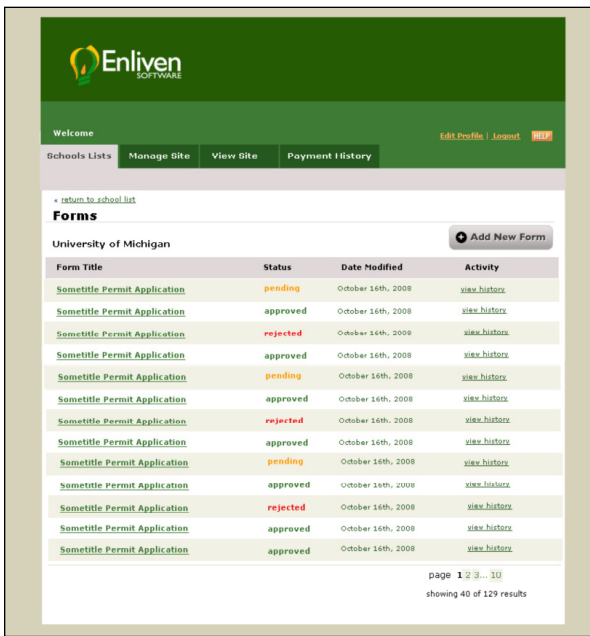 Enliven
SOFTWARE
Welcome
Edit Profile | Logout HELP
Schools Lists Manage Site View Site Payment History
« return to school list
Forms
University of Michigan
Add New Form
Form Title Status Date Modified Activity
Sometitle Permit Application pending October 16th, 2008 view history
Sometitle Permit Application approved October 16th, 2008 view history
Sometitle Permit Application rejected October 16th, 2008 view history
Sometitle Permit Application approved October 16th, 2008 view history
Sometitle Permit Application pending October 16th, 2008 view history
Sometitle Permit Application approved October 16th, 2008 view history
Sometitle Permit Application rejected October 16th, 2008 view history
Sometitle Permit Application approved October 16th, 2008 view history
Sometitle Permit Application pending October 16th, 2008 view history
Sometitle Permit Application approved October 16th, 2008 view history
Sometitle Permit Application rejected October 16th, 2008 view history
Sometitle Permit Application approved October 16th, 2008 view history
Sometitle Permit Application approved October 16th, 2008 view history
page 1 2 3... 10
showing 40 of 129 results